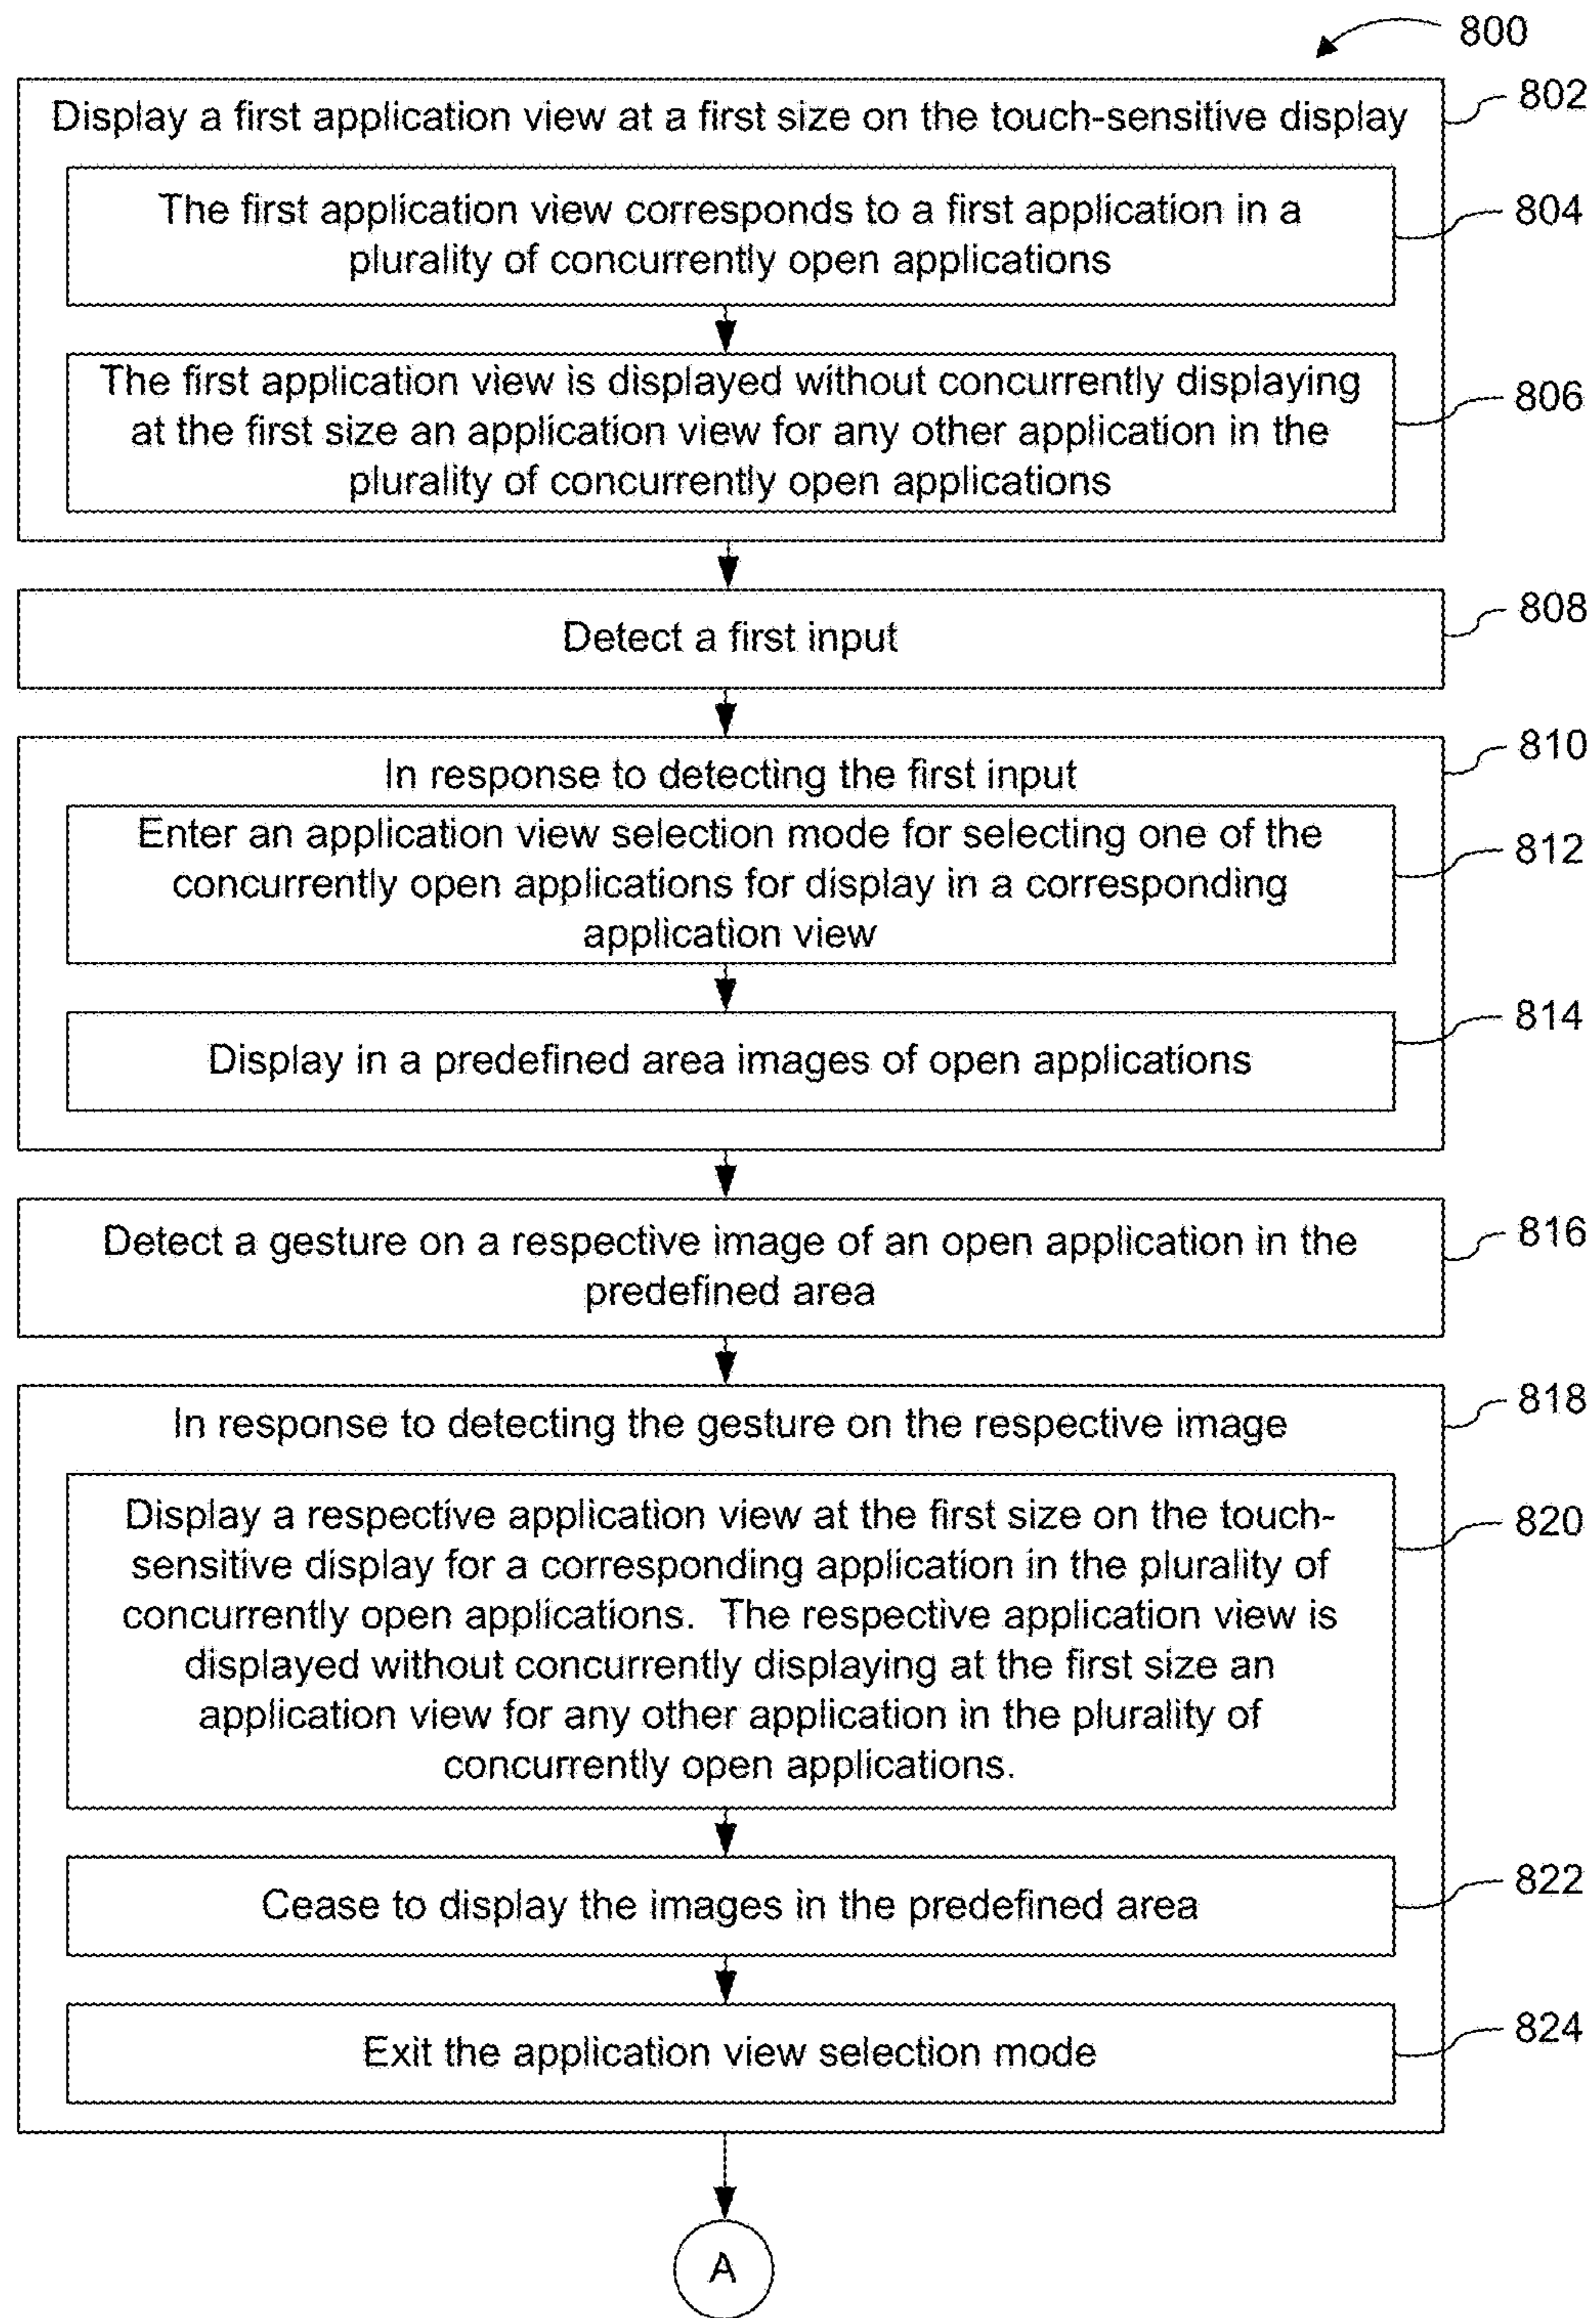 800
802
Display a first application view at a first size on the touch-sensitive display
The first application view corresponds to a first application in a
plurality of concurrently open applications
804
The first application view is displayed without concurrently displaying
at the first size an application view for any other application in the
plurality of concurrently open applications
806
Detect a first input
808
In response to detecting the first input
810
Enter an application view selection mode for selecting one of the
concurrently open applications for display in a corresponding
application view
812
Display in a predefined area images of open applications
814
Detect a gesture on a respective image of an open application in the
predefined area
816
In response to detecting the gesture on the respective image
818
Display a respective application view at the first size on the touch-
sensitive display for a corresponding application in the plurality of
concurrently open applications. The respective application view is
displayed without concurrently displaying at the first size an
application view for any other application in the plurality of
concurrently open applications.
820
Cease to display the images in the predefined area
822
Exit the application view selection mode
824
A